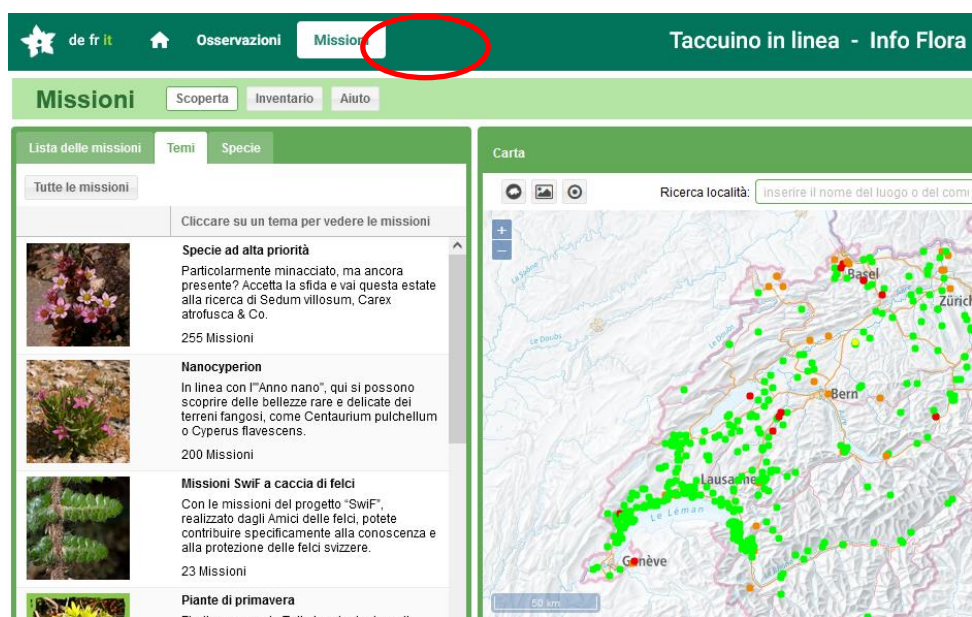 de fr it
Osservazioni
Missioni
Taccuino in linea - Info Flora
Missioni
Scoperta
Inventario
Aiuto
Lista delle missioni
Temi
Specie
Tutte le missioni
Cliccare su un tema per vedere le missioni
Specie ad alta priorità
Particolarmente minacciato, ma ancora
presente? Accetta la sfida e vai questa estate
alla ricerca di Sedum villosum, Carex
atrofusca & Co.
255 Missioni
Nanocyperion
In linea con l'"Anno nano", qui si possono
scoprire delle bellezze rare e delicate dei
terreni fangosi, come Centaurium pulchellum
o Cyperus flavescens.
200 Missioni
Missioni SwiF a caccia di felci
Con le missioni del progetto "SwiF",
realizzato dagli Amici delle felci, potete
contribuire specificamente alla conoscenza e
alla protezione delle felci svizzere.
23 Missioni
Piante di primavera
Carta
Ricerca località:
inserire il nome del luogo o del comu
+
−
Basel
Zürich
Le Doubs
Bern
Lausanne
Le Léman
Genève
50 km